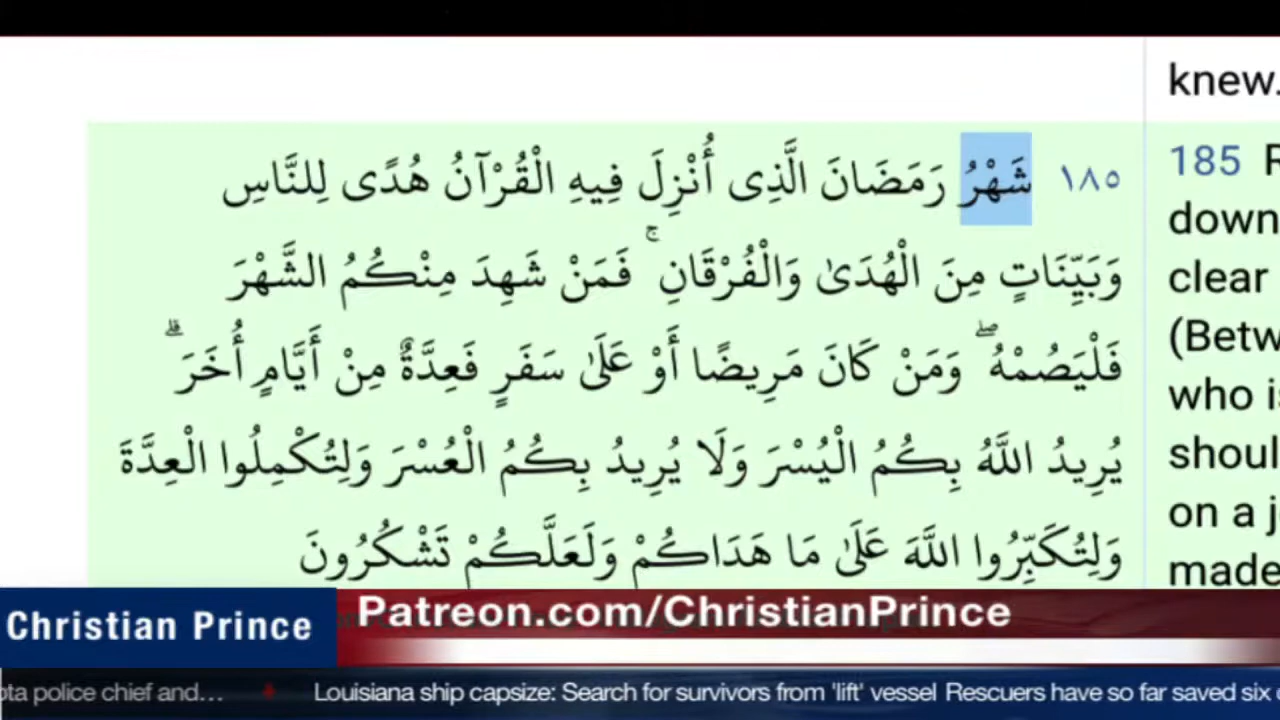 knew.
١٨٥ شَهْرُ رَمَضَانَ الَّذِى أُنْزِلَ فِيهِ الْقُرْآنُ هُدًى لِلنَّاسِ
وَبَيِّنَاتٍ مِنَ الْهُدَىٰ وَالْفُرْقَانِ ۚ فَمَنْ شَهِدَ مِنْكُمُ الشَّهْرَ
فَلْيَصُمْهُ ۖ وَمَنْ كَانَ مَرِيضًا أَوْ عَلَىٰ سَفَرٍ فَعِدَّةٌ مِنْ أَيَّامٍ أُخَرَ ۗ
يُرِيدُ اللَّهُ بِكُمُ الْيُسْرَ وَلَا يُرِيدُ بِكُمُ الْعُسْرَ وَلِتُكْمِلُوا الْعِدَّةَ
وَلِتُكَبِّرُوا اللَّهَ عَلَىٰ مَا هَدَاكُمْ وَلَعَلَّكُمْ تَشْكُرُونَ
185 R
down
clear
(Betw
who is
shoul
on a j
made
Christian Prince
Patreon.com/ChristianPrince
ota police chief and... Louisiana ship capsize: Search for survivors from 'lift' vessel Rescuers have so far saved six